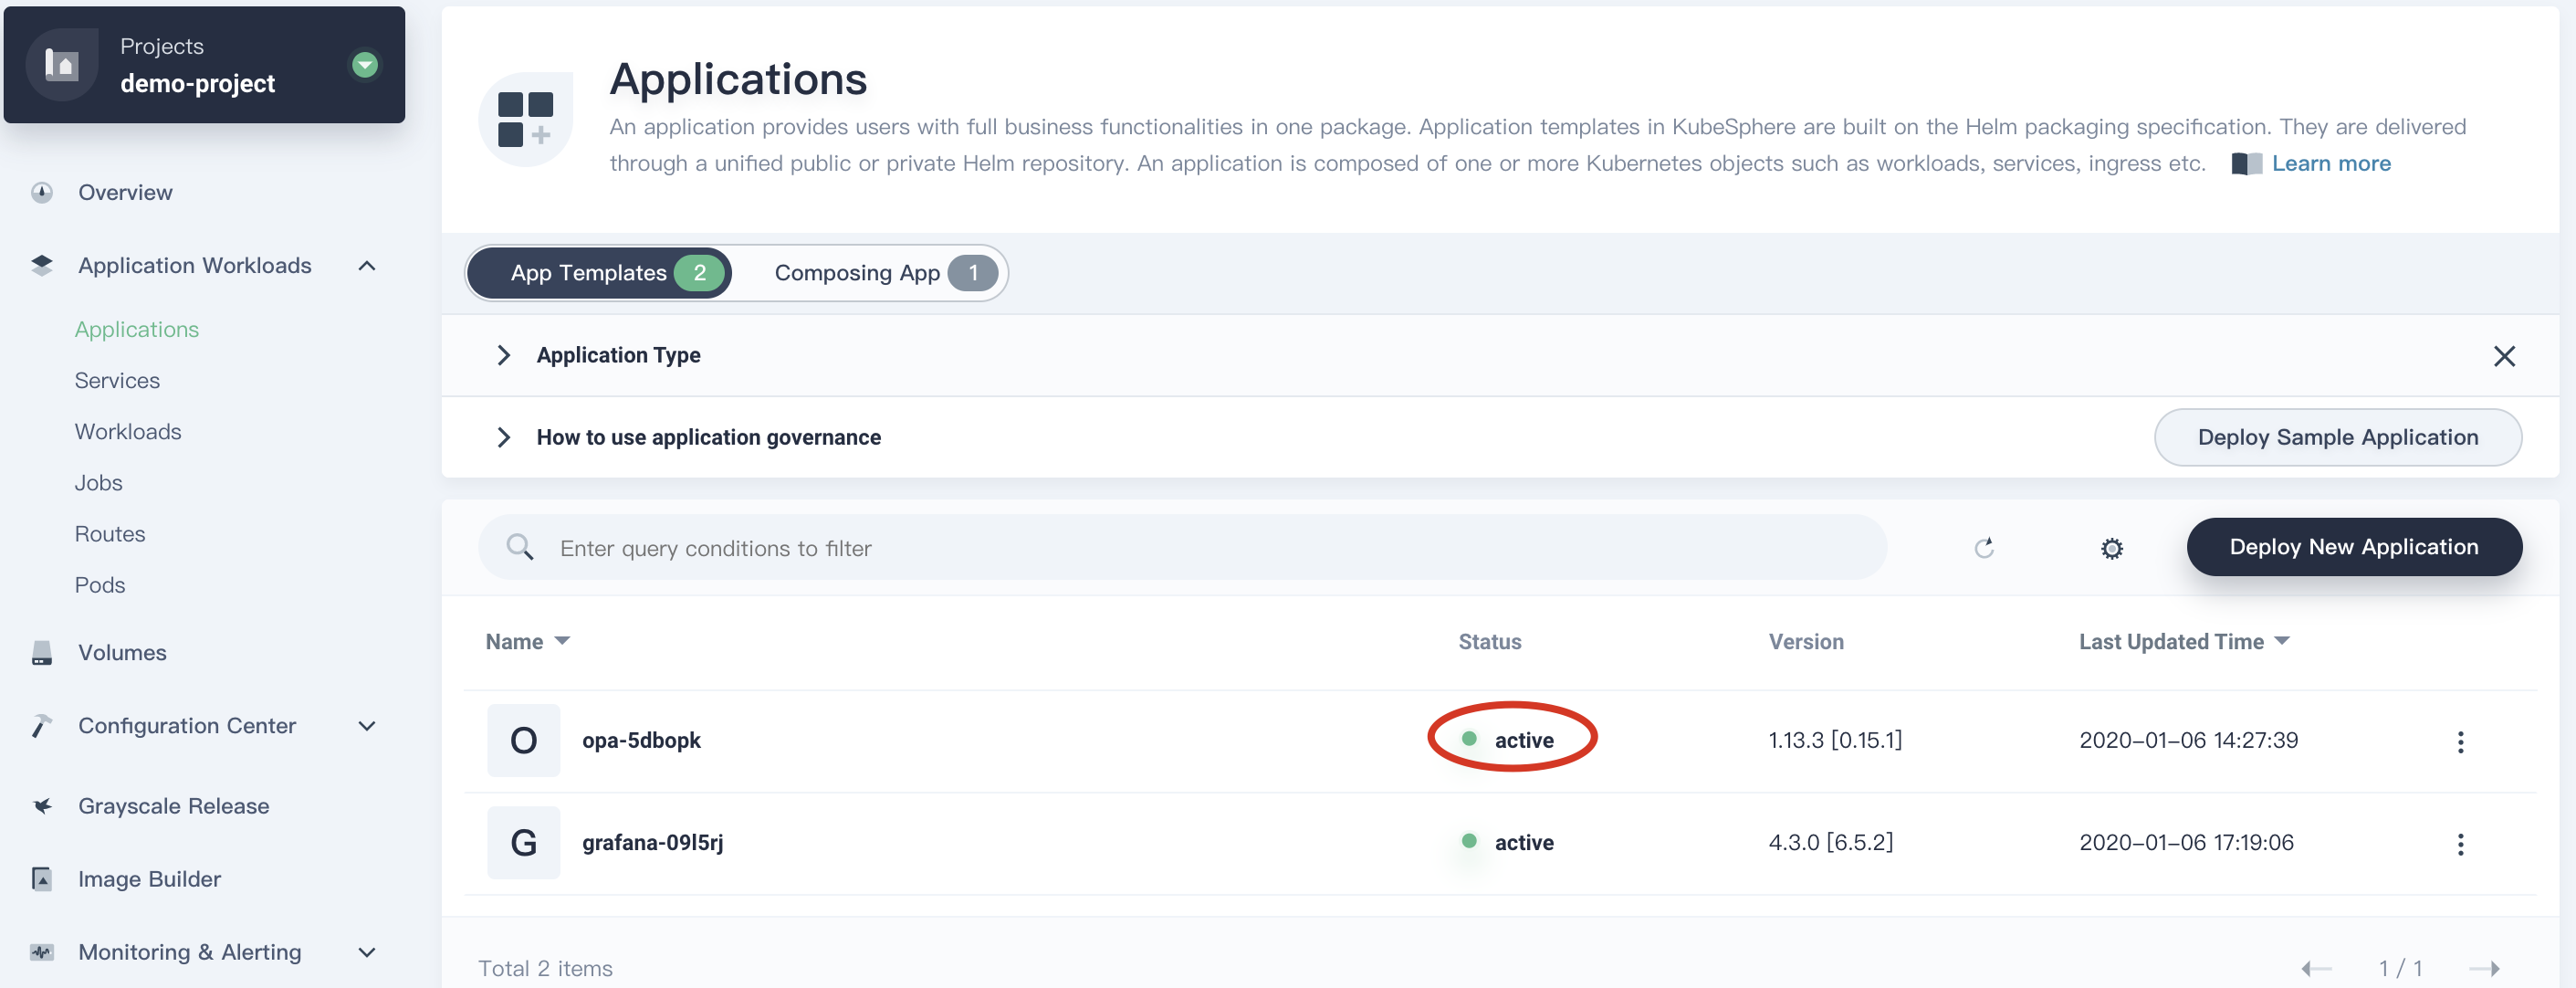 Projects
demo-project
Overview
Application Workloads
Applications
Services
Workloads
Jobs
Routes
Pods
Volumes
Configuration Center
Grayscale Release
Image Builder
Monitoring & Alerting
Applications
An application provides users with full business functionalities in one package. Application templates in KubeSphere are built on the Helm packaging specification. They are delivered
through a unified public or private Helm repository. An application is composed of one or more Kubernetes objects such as workloads, services, ingress etc. Learn more
App Templates 2 Composing App 1
Application Type
How to use application governance Deploy Sample Application
Enter query conditions to filter Deploy New Application
Name Status Version Last Updated Time
O opa-5dbopk active 1.13.3 [0.15.1] 2020-01-06 14:27:39
G grafana-09l5rj active 4.3.0 [6.5.2] 2020-01-06 17:19:06
Total 2 items 1 / 1